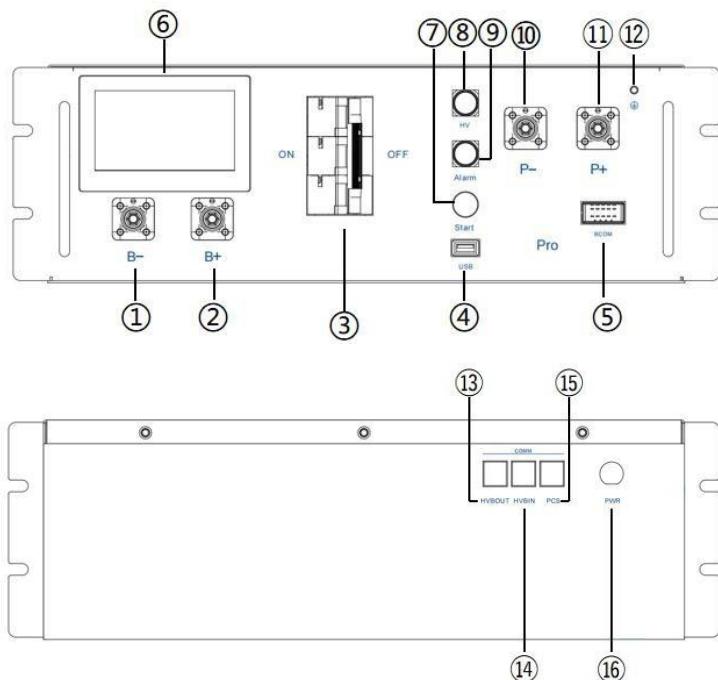 ⑥ ⑦ ⑧ ⑨ ⑩ ⑪ ⑫
HV
ON OFF
P- P+
Alarm
Start
BCOM
B- B+
Pro
USB
① ② ③ ④ ⑤
⑬ ⑮
COMM
HVBOUT HVBIN PCS PWR
⑭ ⑯